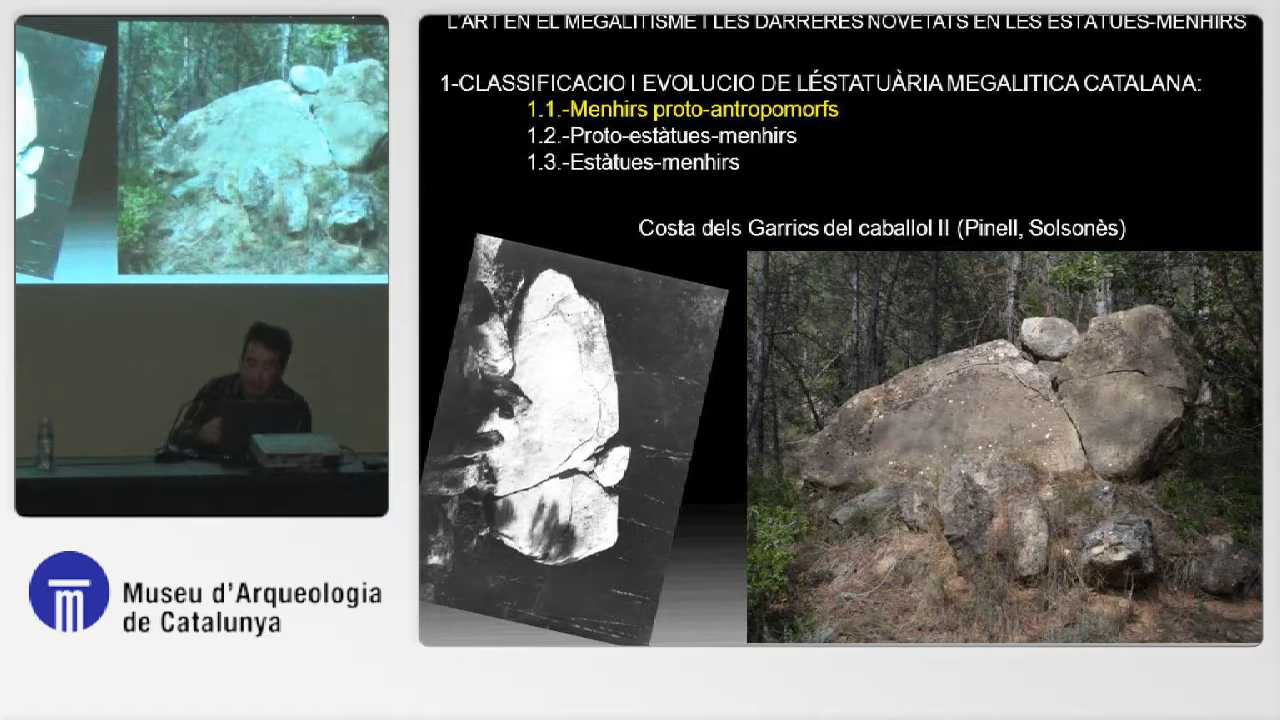 L'ART EN EL MEGALITISME I LES DARRERES NOVETATS EN LES ESTATUES-MENHIRS
1-CLASSIFICACIO I EVOLUCIO DE LÉSTATUÀRIA MEGALITICA CATALANA:
1.1.-Menhirs proto-antropomorfs
1.2.-Proto-estàtues-menhirs
1.3.-Estàtues-menhirs
Costa dels Garrics del caballol II (Pinell, Solsonès)
Museu d'Arqueologia
de Catalunya